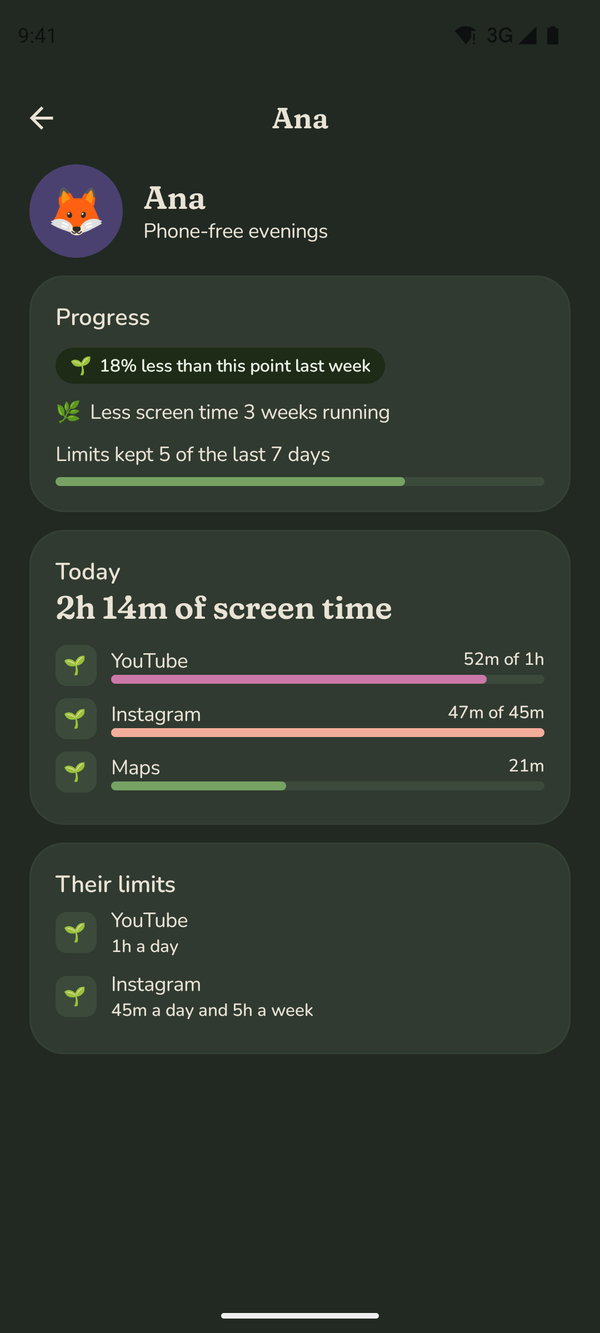 9:41
3G
Ana
Ana
Phone-free evenings
Progress
18% less than this point last week
Less screen time 3 weeks running
Limits kept 5 of the last 7 days
Today
2h 14m of screen time
YouTube 52m of 1h
Instagram 47m of 45m
Maps 21m
Their limits
YouTube
1h a day
Instagram
45m a day and 5h a week